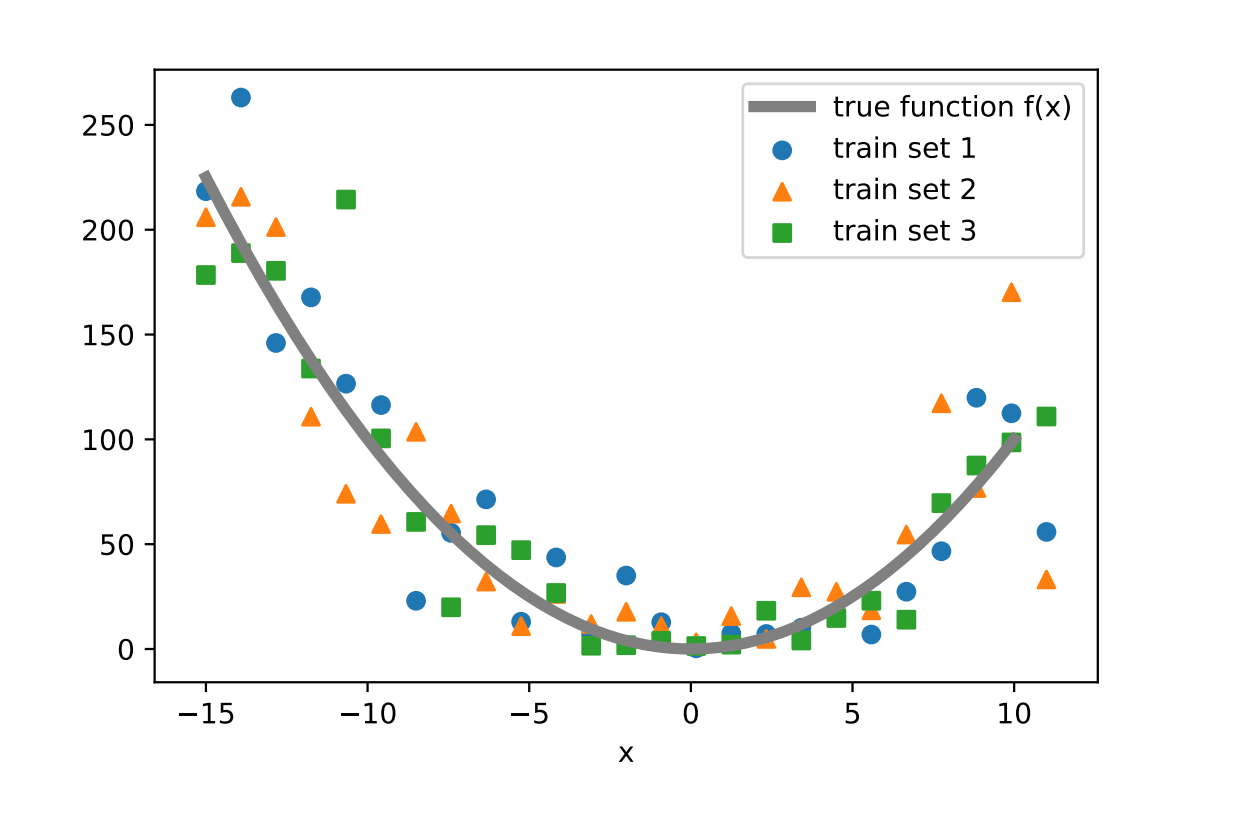 true function f(x)
train set 1
train set 2
train set 3
250
200
150
100
50
0
−15 −10 −5 0 5 10
x